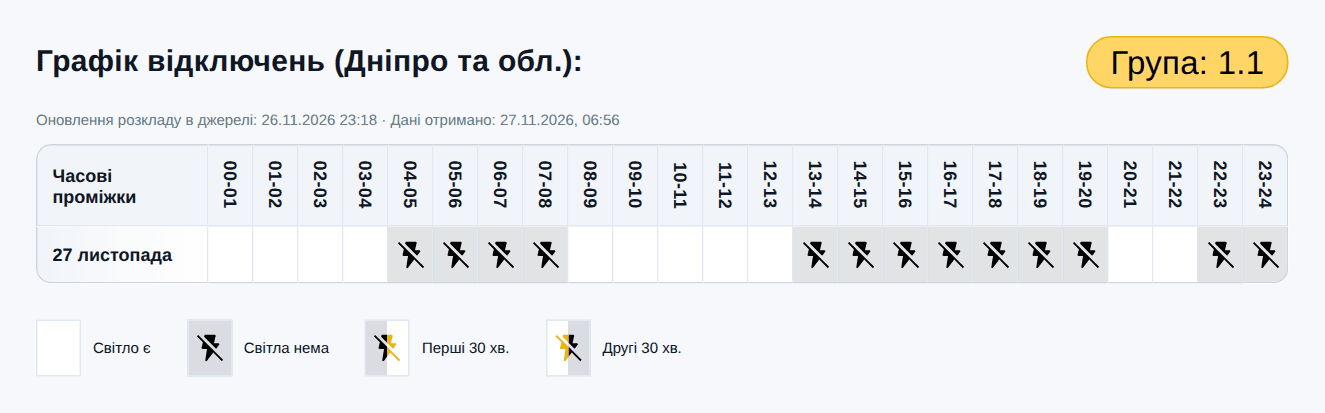 Графік відключень (Дніпро та обл.):
Група: 1.1
Оновлення розкладу в джерелі: 26.11.2026 23:18 · Дані отримано: 27.11.2026, 06:56
Часові
проміжки
00-01
01-02
02-03
03-04
04-05
05-06
06-07
07-08
08-09
09-10
10-11
11-12
12-13
13-14
14-15
15-16
16-17
17-18
18-19
19-20
20-21
21-22
22-23
23-24
27 листопада
Світло є
Світла нема
Перші 30 хв.
Другі 30 хв.